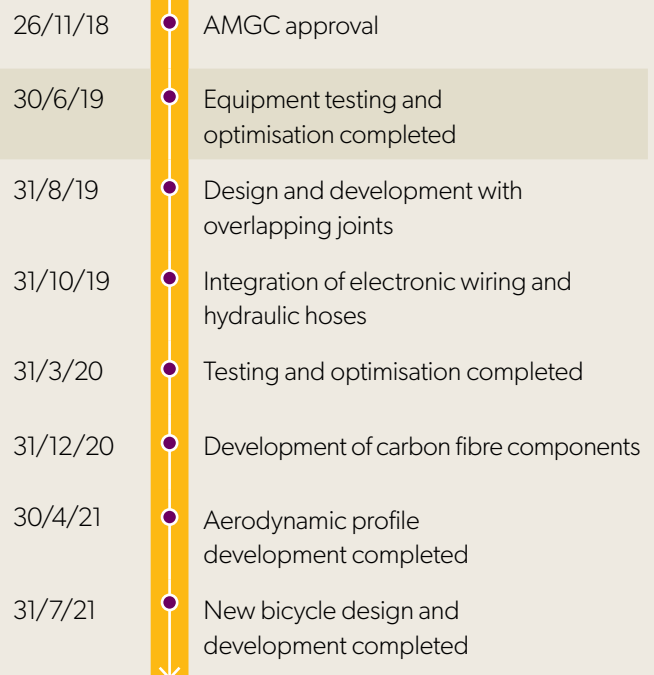 26/11/18 AMGC approval
30/6/19 Equipment testing and
optimisation completed
31/8/19 Design and development with
overlapping joints
31/10/19 Integration of electronic wiring and
hydraulic hoses
31/3/20 Testing and optimisation completed
31/12/20 Development of carbon fibre components
30/4/21 Aerodynamic profile
development completed
31/7/21 New bicycle design and
development completed